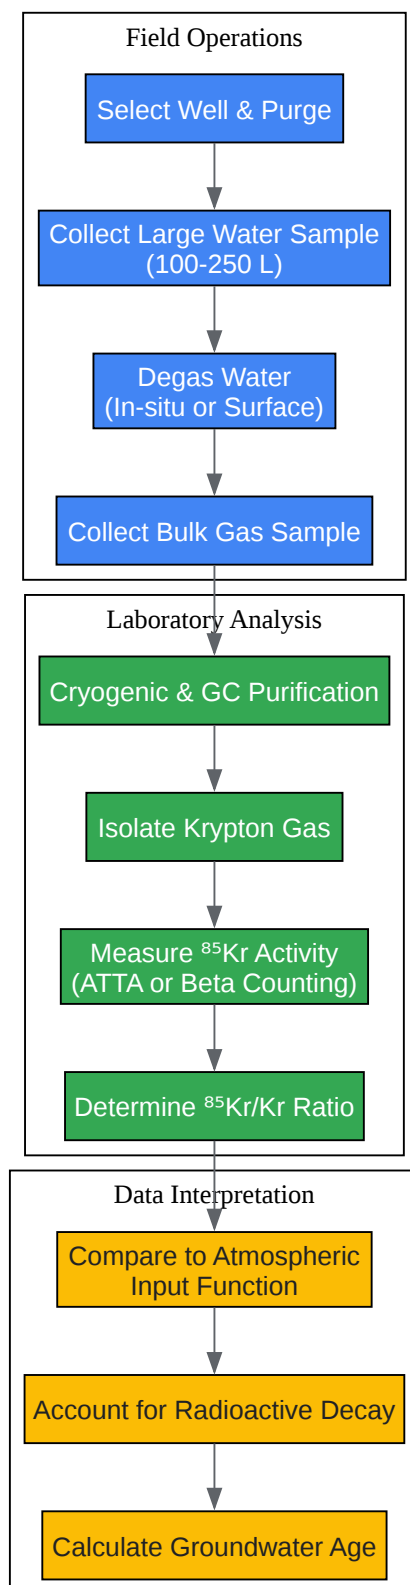 Field Operations
Select Well & Purge
Collect Large Water Sample
(100-250 L)
Degas Water
(In-situ or Surface)
Collect Bulk Gas Sample
Laboratory Analysis
Cryogenic & GC Purification
Isolate Krypton Gas
Measure ⁸⁵Kr Activity
(ATTA or Beta Counting)
Determine ⁸⁵Kr/Kr Ratio
Data Interpretation
Compare to Atmospheric
Input Function
Account for Radioactive Decay
Calculate Groundwater Age